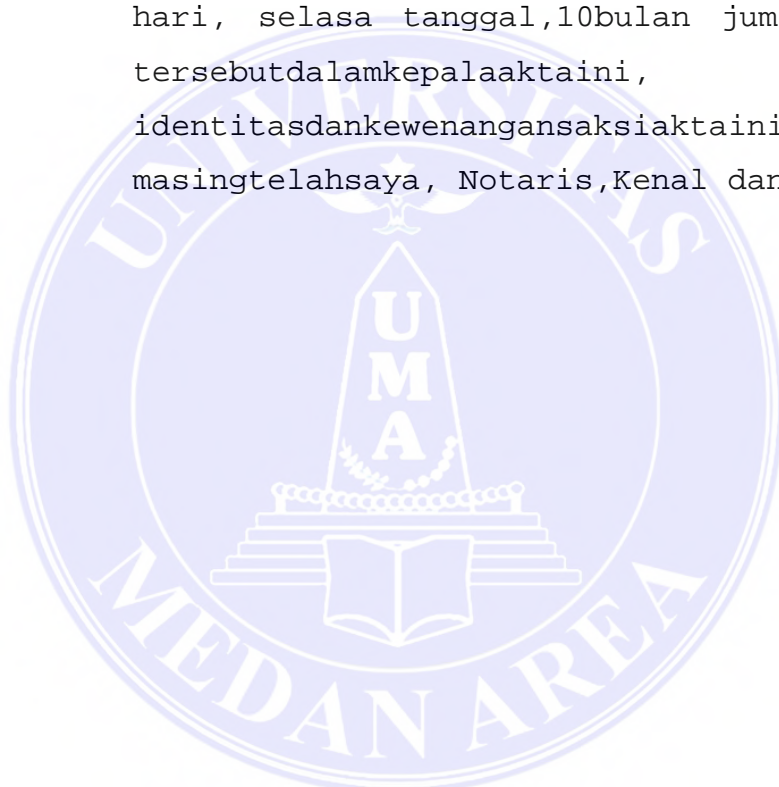 hari, selasa tanggal,10bulan jum
tersebutdalamkepalaaktaini,
identitasdankewenangansaksiaktaini
masingtelahsaya, Notaris,Kenal dan
UNIVERSITAS
UMA
MEDAN AREA